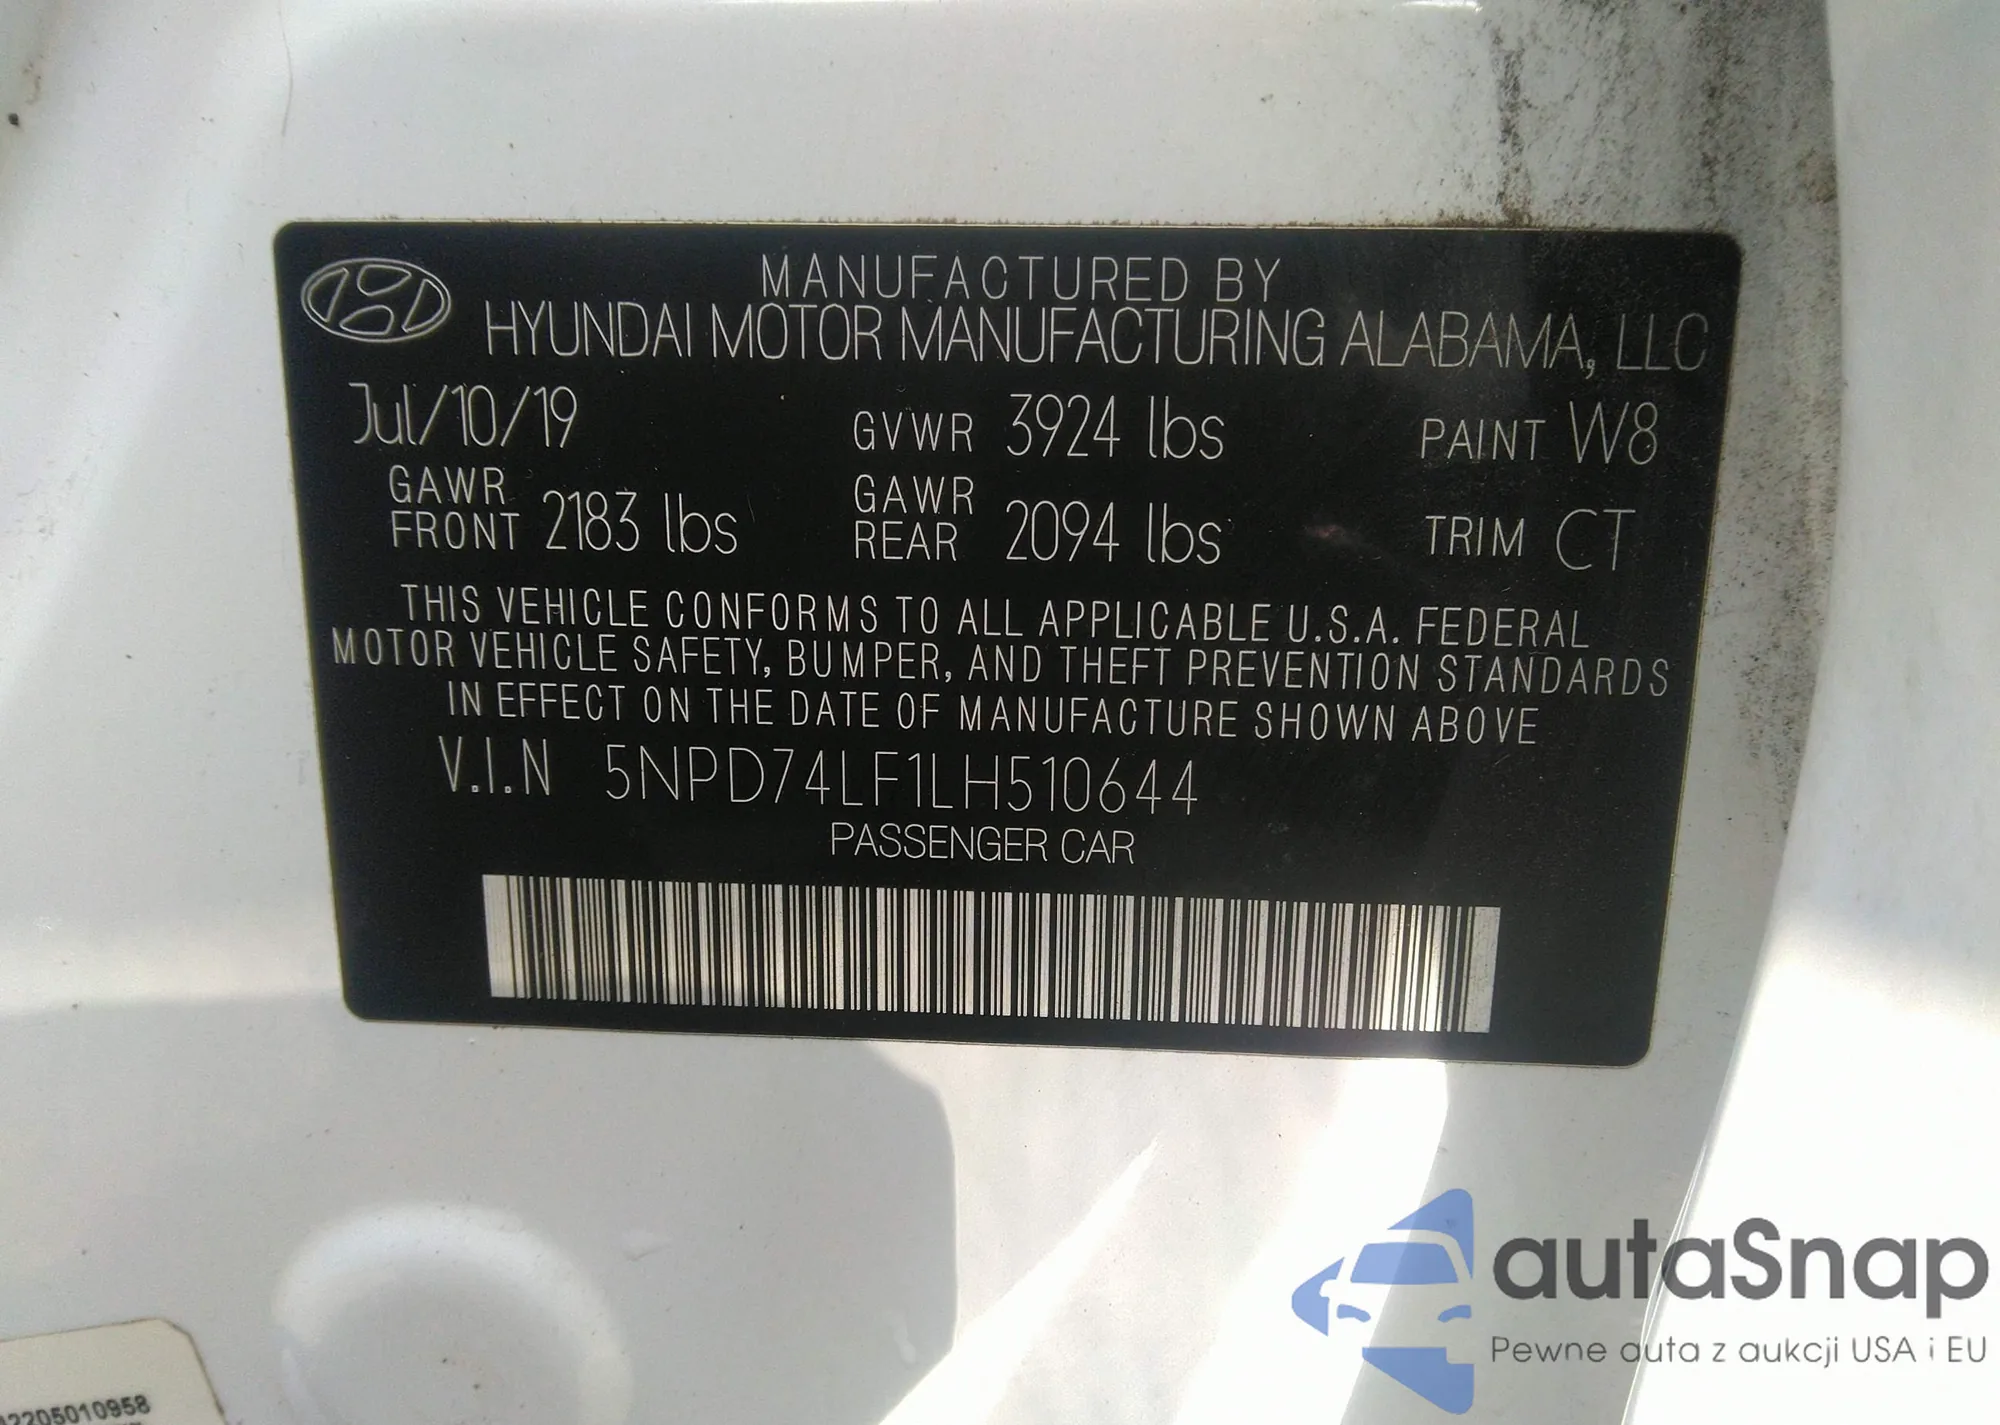 MANUFACTURED BY
HYUNDAI MOTOR MANUFACTURING ALABAMA, LLC
Jul/10/19 GVWR 3924 lbs PAINT W8
GAWR FRONT 2183 lbs GAWR REAR 2094 lbs TRIM CT
THIS VEHICLE CONFORMS TO ALL APPLICABLE U.S.A. FEDERAL
MOTOR VEHICLE SAFETY, BUMPER, AND THEFT PREVENTION STANDARDS
IN EFFECT ON THE DATE OF MANUFACTURE SHOWN ABOVE
V.I.N 5NPD74LF1LH510644
PASSENGER CAR
autaSnap
Pewne auta z aukcji USA i EU